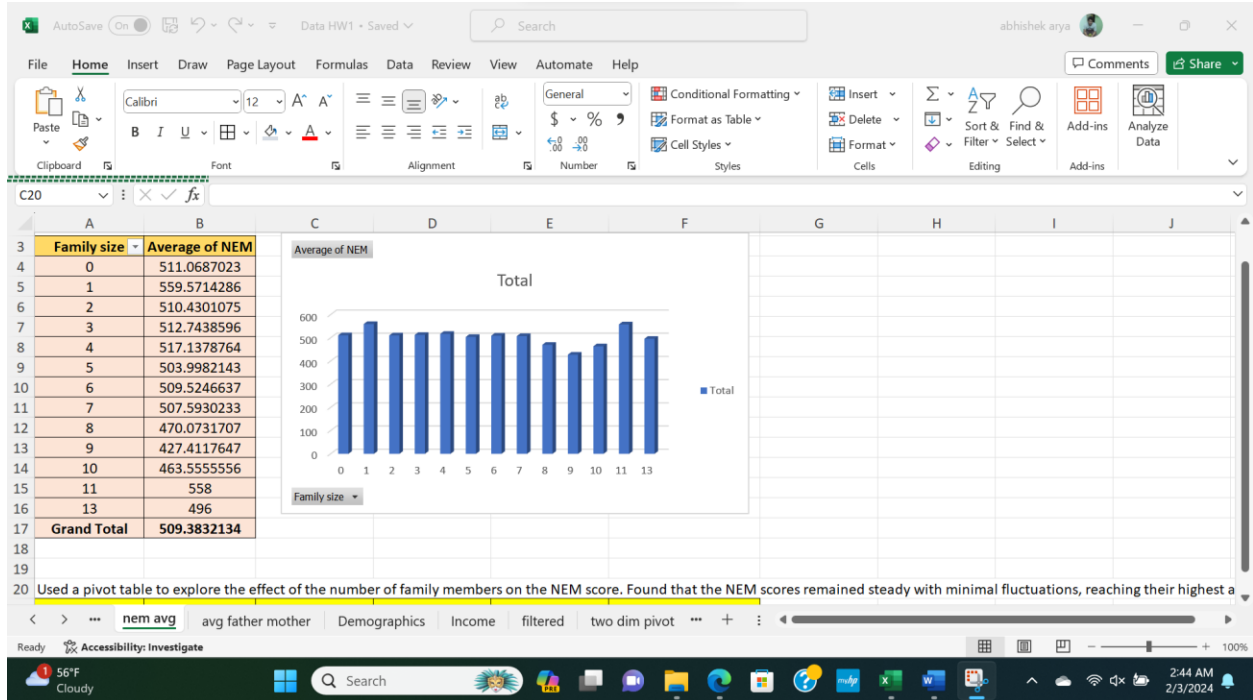 AutoSave On Data HW1 • Saved Search abhishek arya
File Home Insert Draw Page Layout Formulas Data Review View Automate Help Comments Share
Paste
Calibri 12 A^ A˅
B I U A
ab
General
$ % 9
.00 .0
Conditional Formatting
Format as Table
Cell Styles
Insert
Delete
Format
Σ
Sort & Filter
Find & Select
Add-ins
Analyze Data
Clipboard Font Alignment Number Styles Cells Editing Add-ins
C20 fx
A B C D E F G H I J
3 Family size Average of NEM
4 0 511.0687023
5 1 559.5714286
6 2 510.4301075
7 3 512.7438596
8 4 517.1378764
9 5 503.9982143
10 6 509.5246637
11 7 507.5930233
12 8 470.0731707
13 9 427.4117647
14 10 463.5555556
15 11 558
16 13 496
17 Grand Total 509.3832134
18
19
Average of NEM
Total
600
500
400
300
200
100
0
0 1 2 3 4 5 6 7 8 9 10 11 13
Total
Family size
20 Used a pivot table to explore the effect of the number of family members on the NEM score. Found that the NEM scores remained steady with minimal fluctuations, reaching their highest a
nem avg avg father mother Demographics Income filtered two dim pivot
Ready Accessibility: Investigate 100%
1 56°F
Cloudy
Search
2:44 AM
2/3/2024